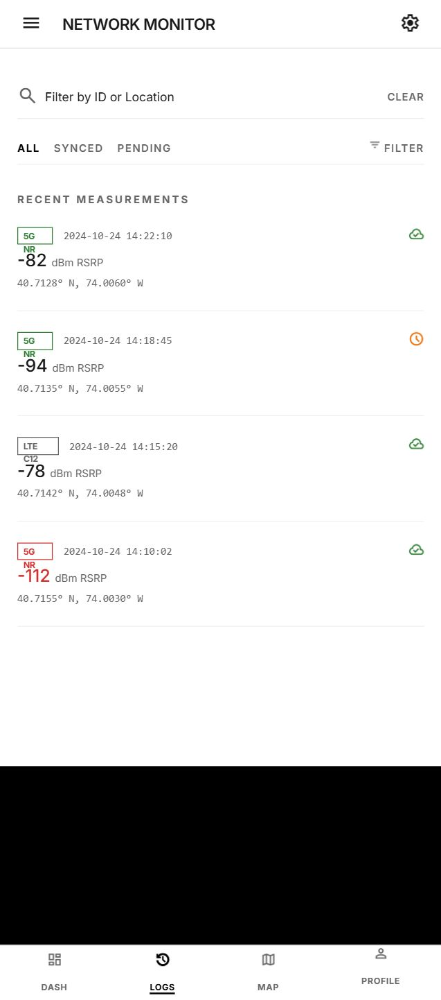 NETWORK MONITOR
Filter by ID or Location CLEAR
ALL SYNCED PENDING FILTER
RECENT MEASUREMENTS
5G NR 2024-10-24 14:22:10
-82 dBm RSRP
40.7128° N, 74.0060° W
5G NR 2024-10-24 14:18:45
-94 dBm RSRP
40.7135° N, 74.0055° W
LTE C12 2024-10-24 14:15:20
-78 dBm RSRP
40.7142° N, 74.0048° W
5G NR 2024-10-24 14:10:02
-112 dBm RSRP
40.7155° N, 74.0030° W
DASH LOGS MAP PROFILE